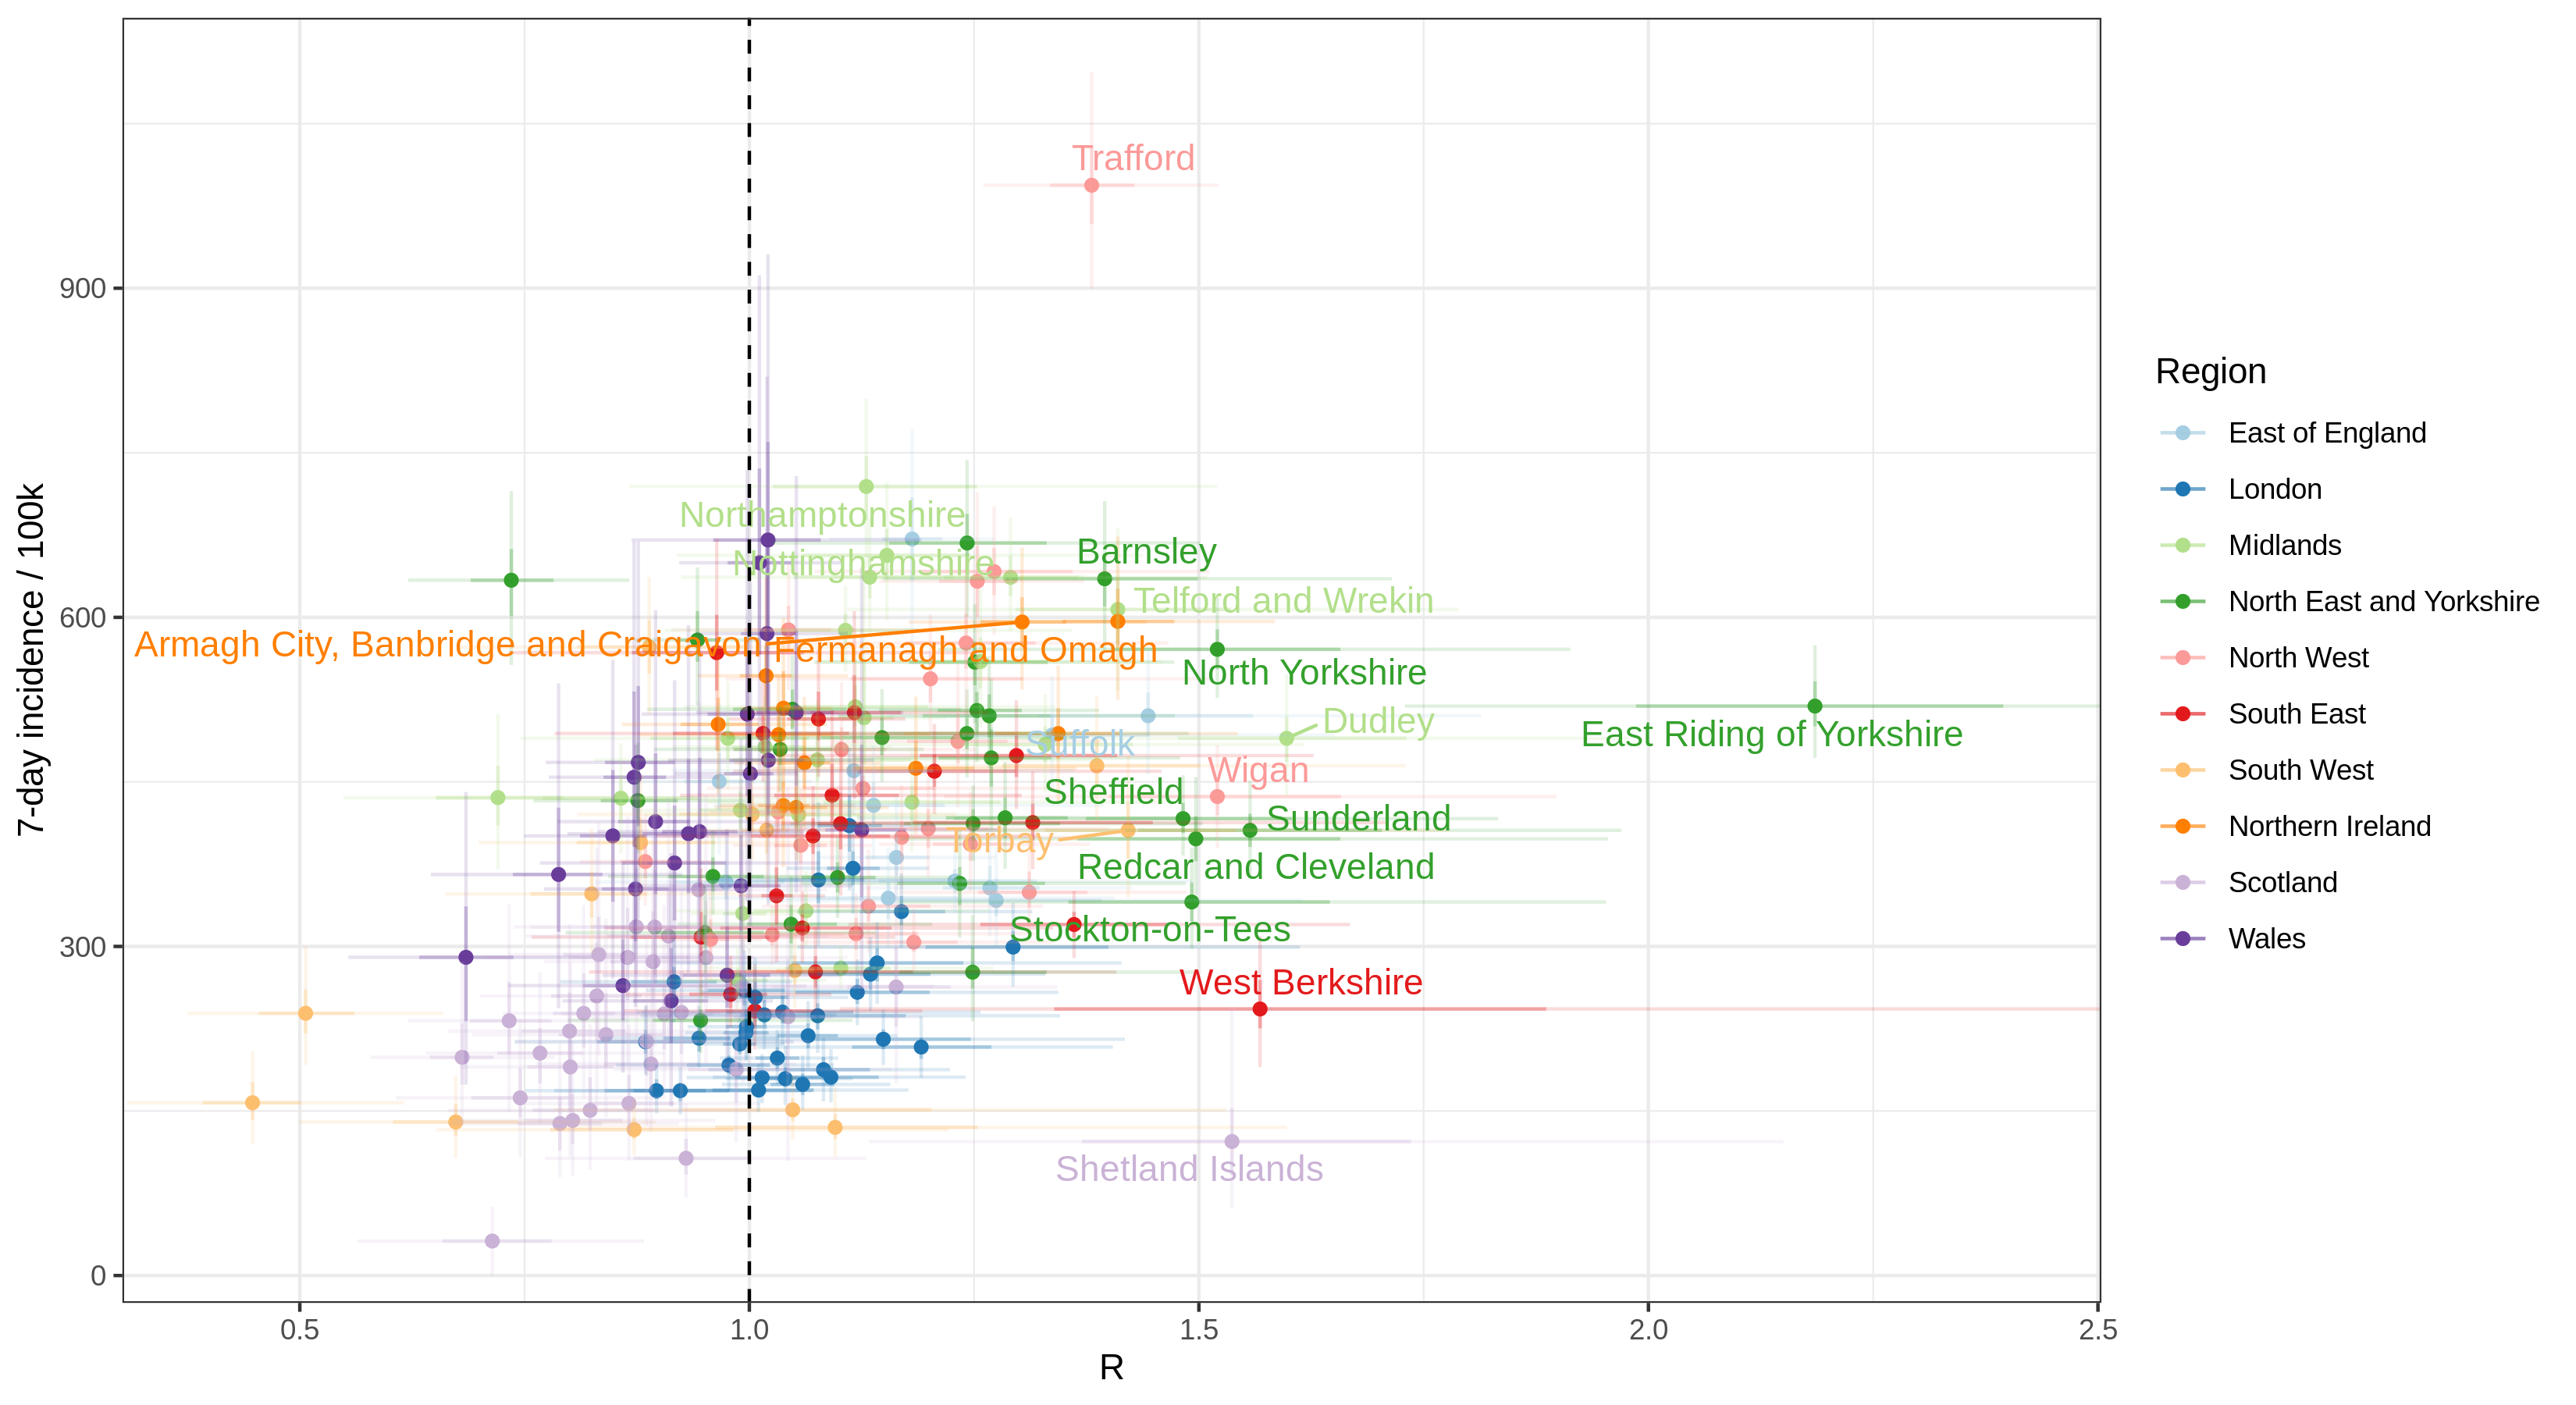 Trafford
900
Region
East of England
London
Northamptonshire
Midlands
Barnsley
Nottinghamshire
Telford and Wrekin
North East and Yorkshire
600
Armagh City, Banbridge and Craigavon
Fermanagh and Omagh
North West
North Yorkshire
South East
Dudley
East Riding of Yorkshire
Suffolk
Wigan
South West
Sheffield
Sunderland
Northern Ireland
Torbay
Redcar and Cleveland
Scotland
Stockton-on-Tees
Wales
300
West Berkshire
Shetland Islands
0
7-day incidence / 100k
0.5 1.0 1.5 2.0 2.5
R